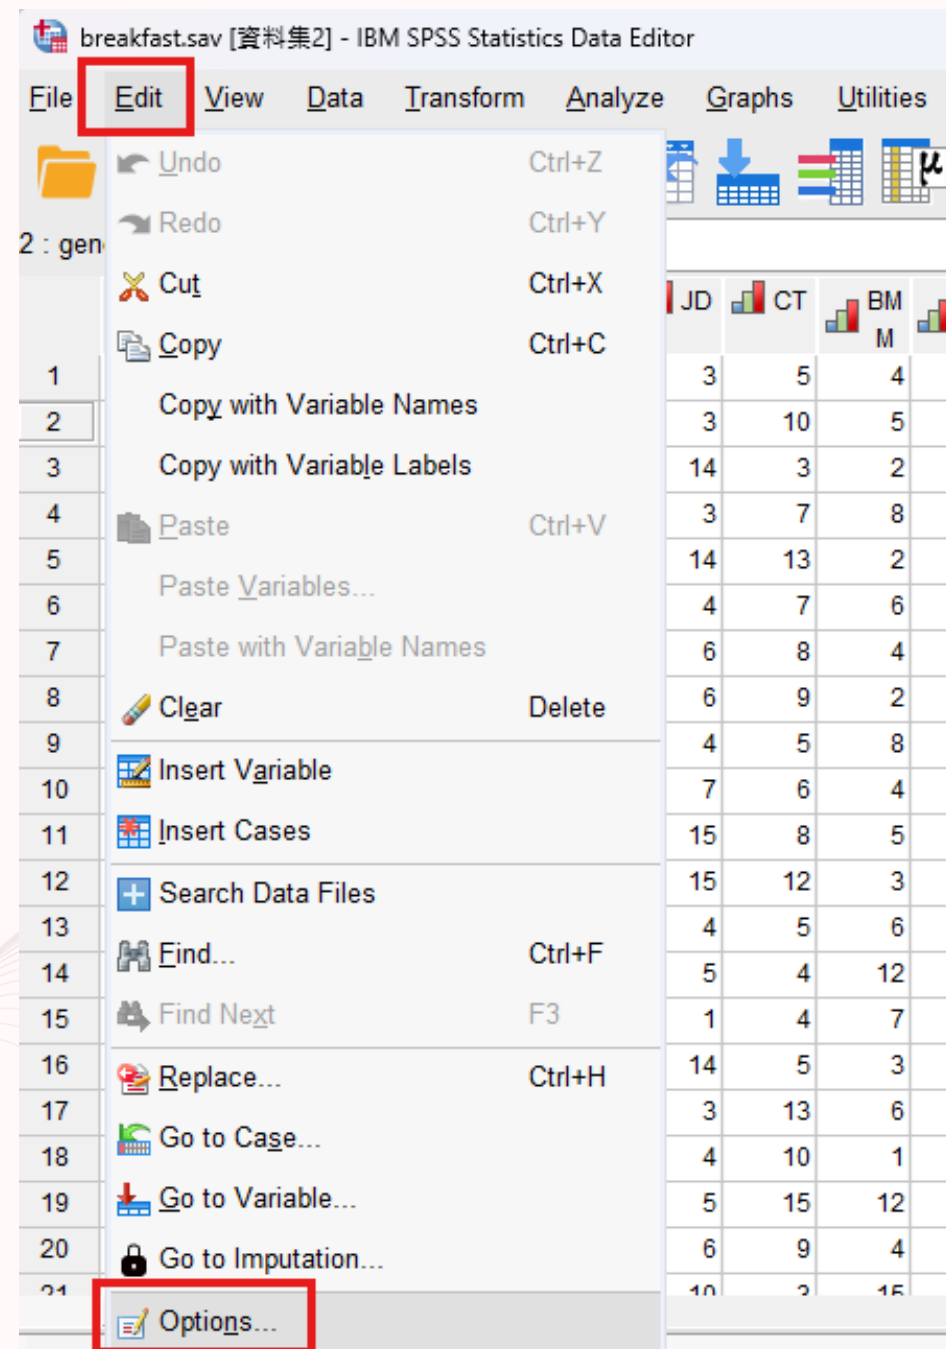 breakfast.sav [資料集2] - IBM SPSS Statistics Data Editor
File Edit View Data Transform Analyze Graphs Utilities
Undo Ctrl+Z
Redo Ctrl+Y
Cut Ctrl+X
Copy Ctrl+C
Copy with Variable Names
Copy with Variable Labels
Paste Ctrl+V
Paste Variables...
Paste with Variable Names
Clear Delete
Insert Variable
Insert Cases
Search Data Files
Find... Ctrl+F
Find Next F3
Replace... Ctrl+H
Go to Case...
Go to Variable...
Go to Imputation...
Options...
μ
2 : gen
JD CT BM
M
1 3 5 4
2 3 10 5
3 14 3 2
4 3 7 8
5 14 13 2
6 4 7 6
7 6 8 4
8 6 9 2
9 4 5 8
10 7 6 4
11 15 8 5
12 15 12 3
13 4 5 6
14 5 4 12
15 1 4 7
16 14 5 3
17 3 13 6
18 4 10 1
19 5 15 12
20 6 9 4
21 10 3 15